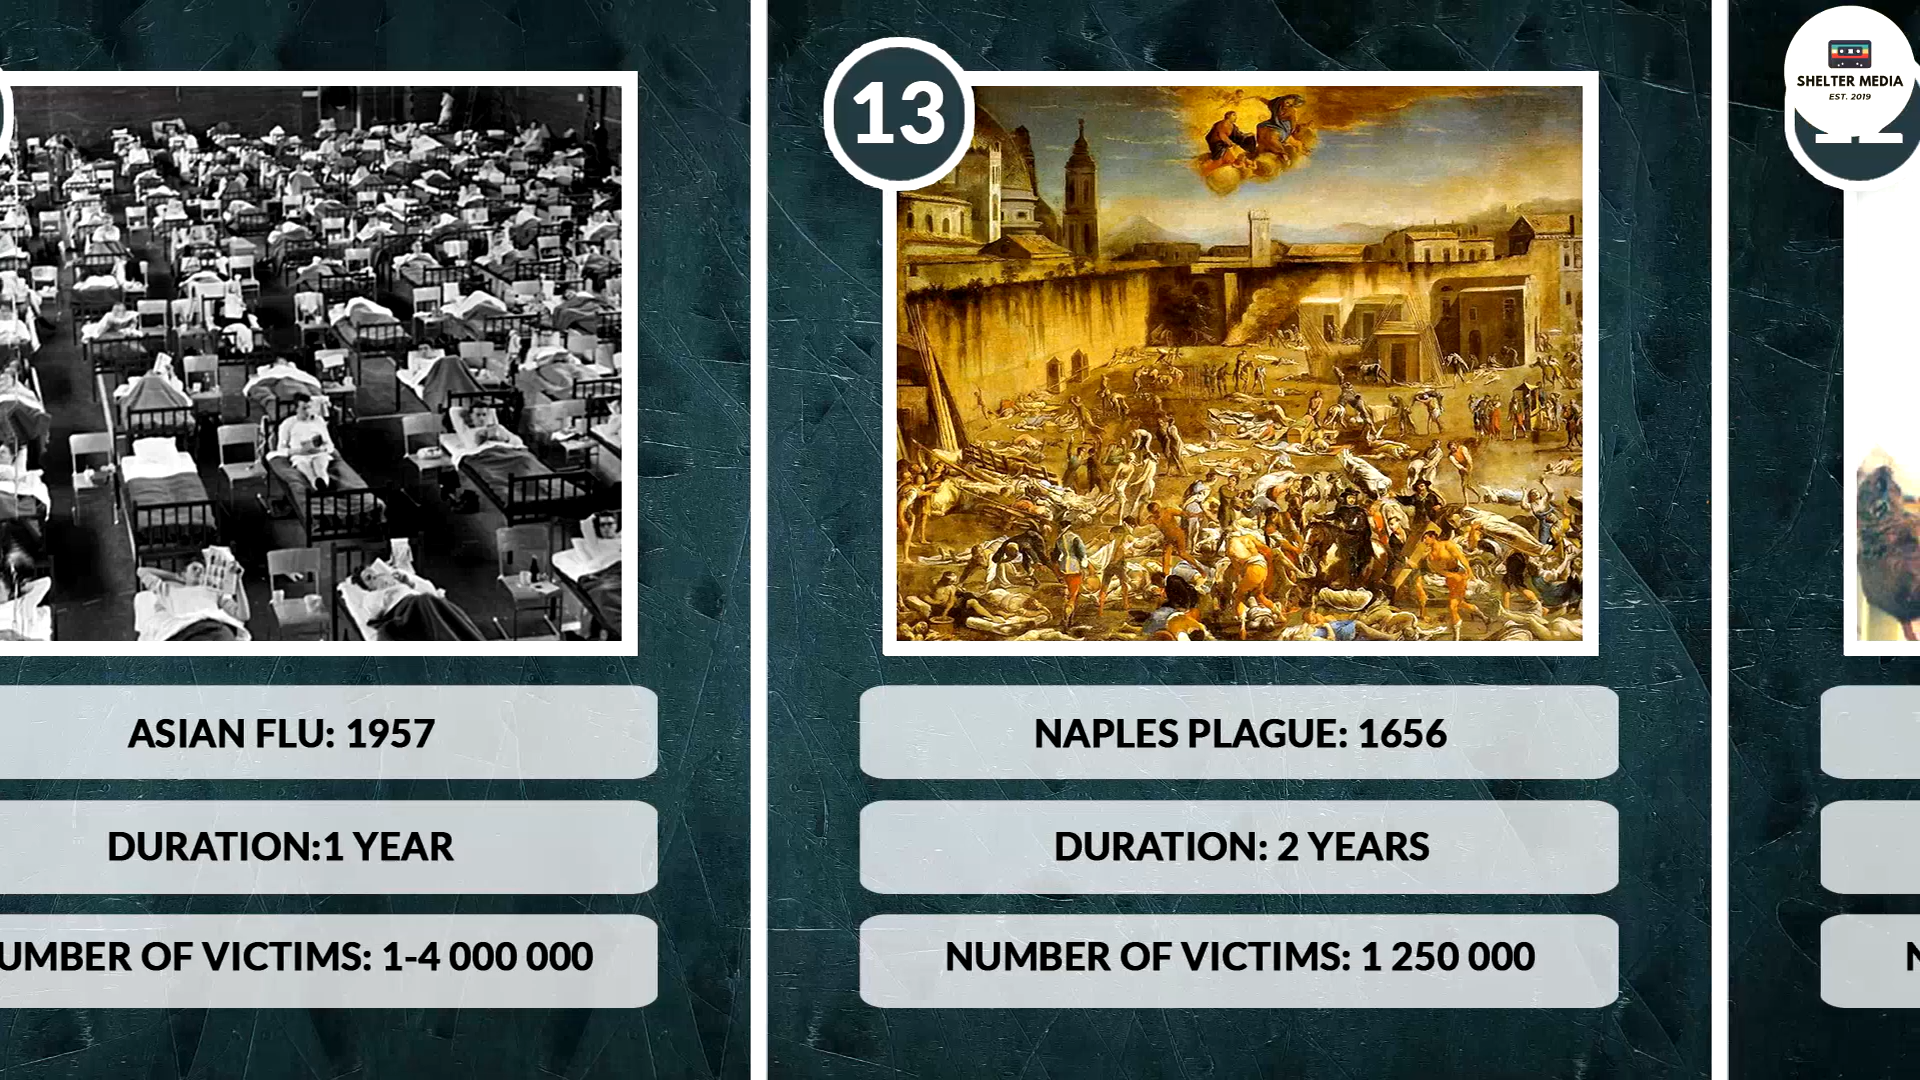 ASIAN FLU: 1957
DURATION:1 YEAR
UMBER OF VICTIMS: 1-4 000 000
13
NAPLES PLAGUE: 1656
DURATION: 2 YEARS
NUMBER OF VICTIMS: 1 250 000
SHELTER MEDIA
EST. 2019